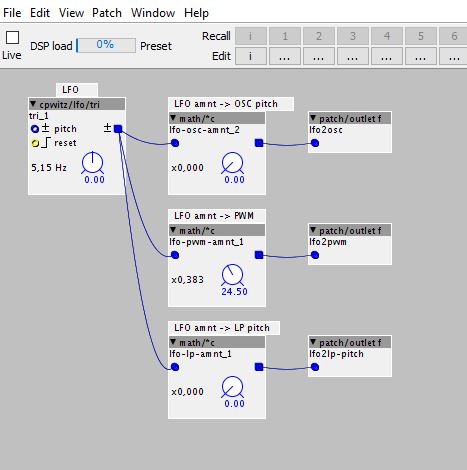 File Edit View Patch Window Help
Live
DSP load 0% Preset
Recall i 1 2 3 4 5 6
Edit i ... ... ... ... ... ...
LFO
cpwitz/lfo/tri
tri_1
± pitch ±
reset
5,15 Hz
0.00
LFO amnt -> OSC pitch
math/*c
lfo-osc-amnt_2
x0,000
0.00
patch/outlet f
lfo2osc
LFO amnt -> PWM
math/*c
lfo-pwm-amnt_1
x0,383
24.50
patch/outlet f
lfo2pwm
LFO amnt -> LP pitch
math/*c
lfo-lp-amnt_1
x0,000
0.00
patch/outlet f
lfo2lp-pitch